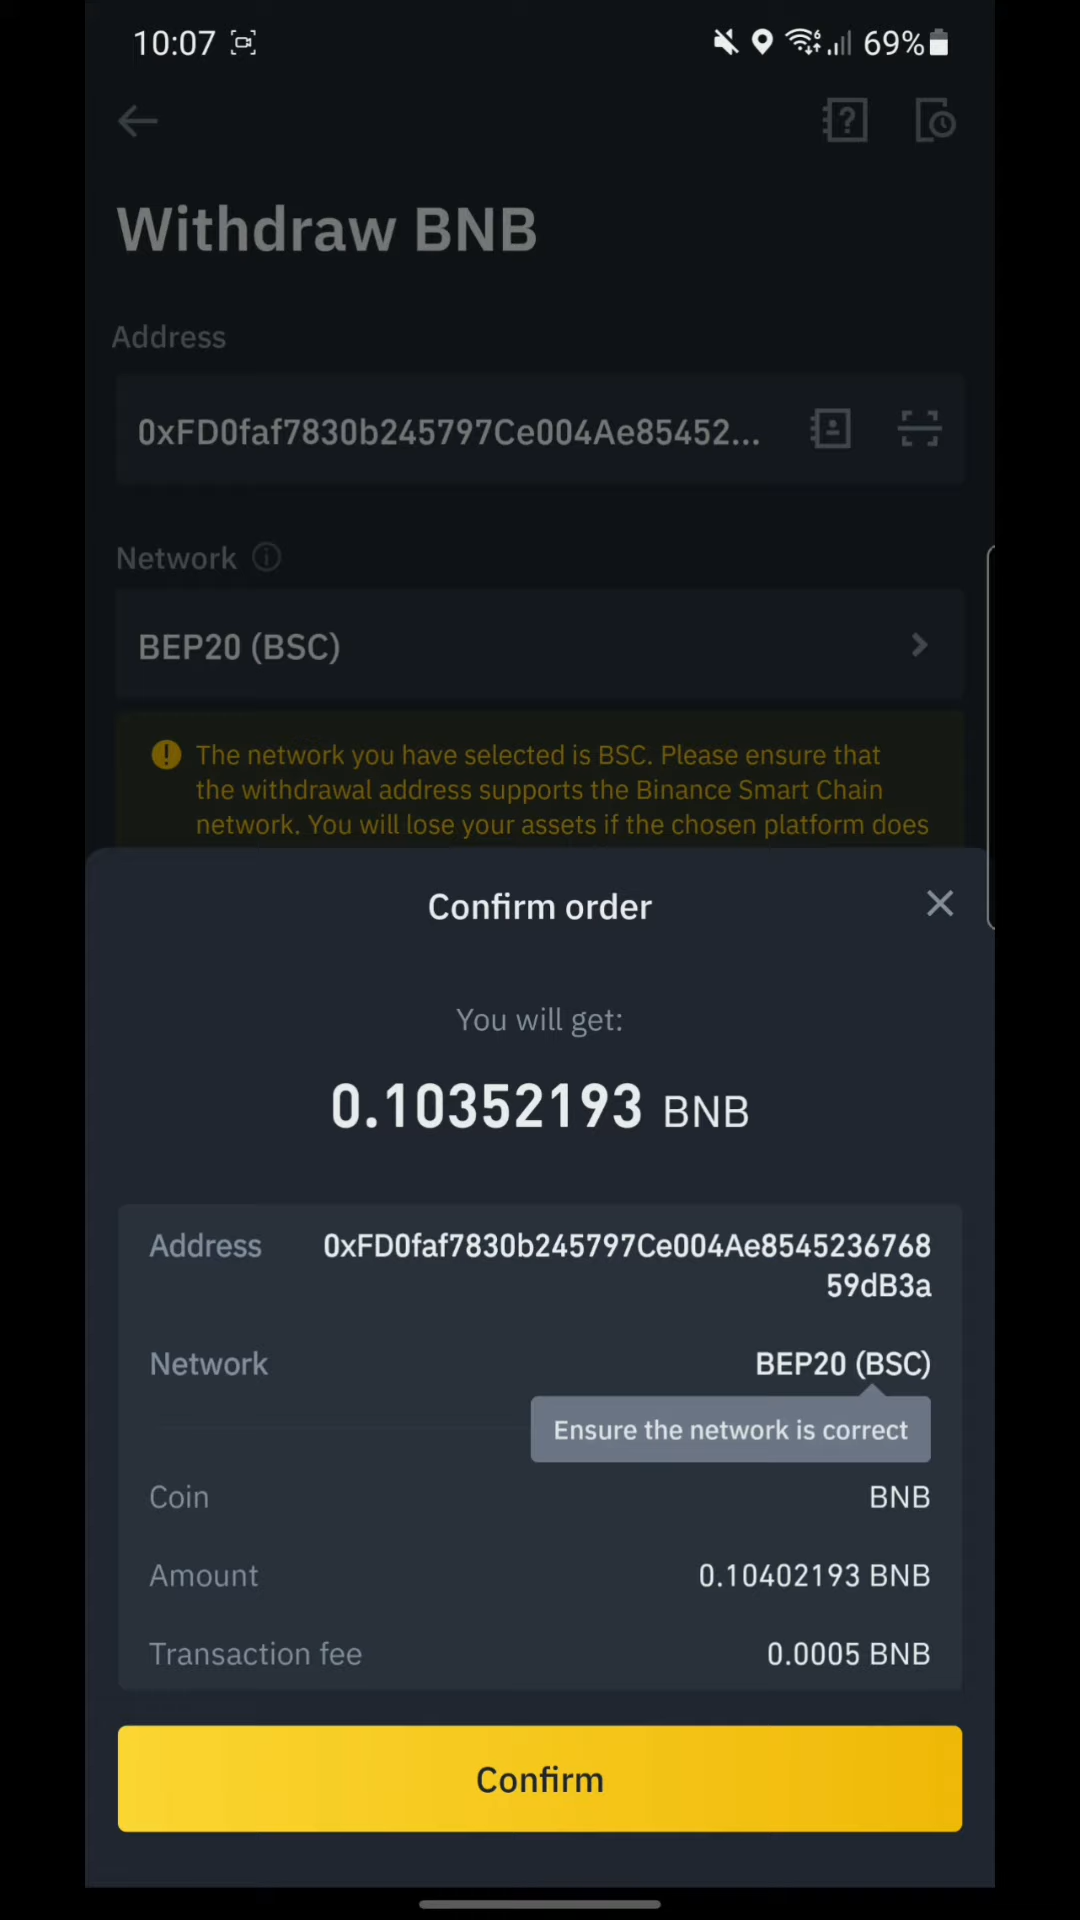 10:07
69%
Withdraw BNB
Address
0xFD0faf7830b245797Ce004Ae85452...
Network
BEP20 (BSC)
The network you have selected is BSC. Please ensure that
the withdrawal address supports the Binance Smart Chain
network. You will lose your assets if the chosen platform does
Confirm order
You will get:
0.10352193 BNB
Address 0xFD0faf7830b245797Ce004Ae8545236768
59dB3a
Network BEP20 (BSC)
Ensure the network is correct
Coin BNB
Amount 0.10402193 BNB
Transaction fee 0.0005 BNB
Confirm